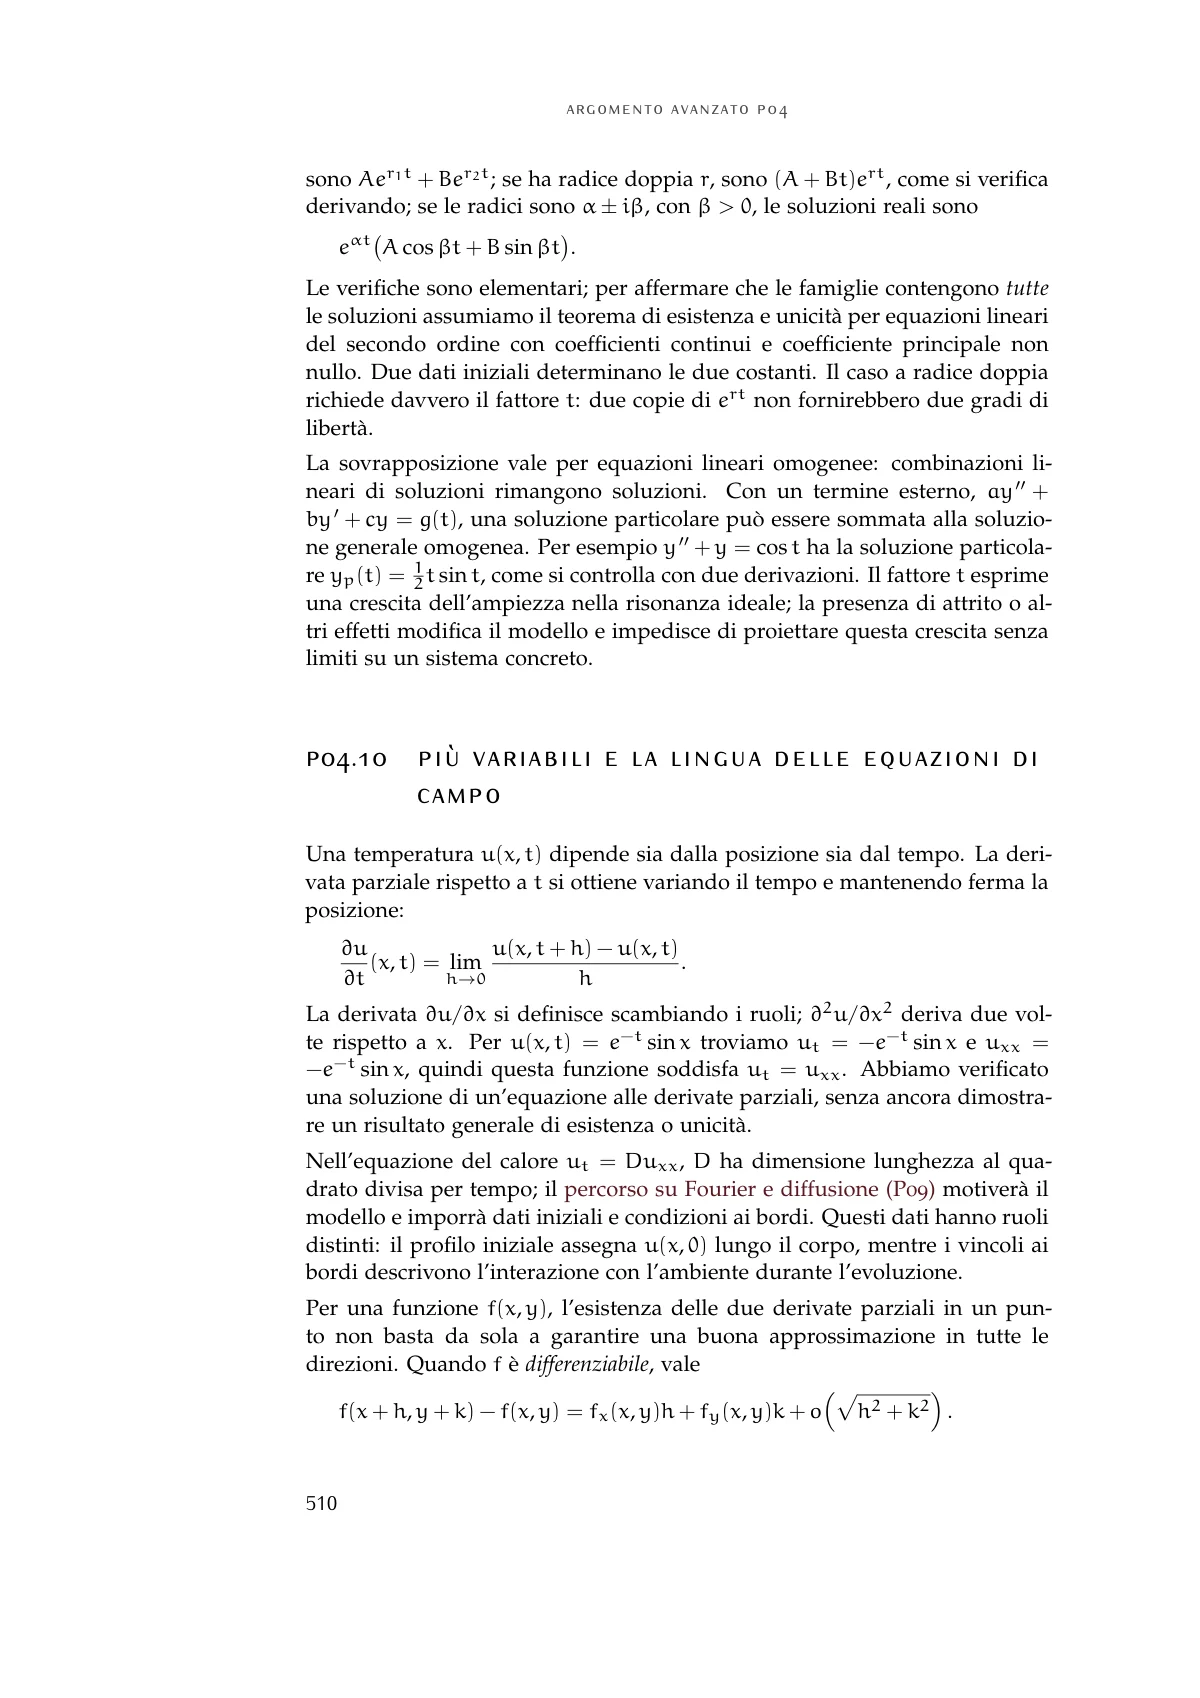 ARGOMENTO AVANZATO P04
sono Ae^{r₁t} + Be^{r₂t}; se ha radice doppia r, sono (A + Bt)e^{rt}, come si verifica
derivando; se le radici sono α ± iβ, con β > 0, le soluzioni reali sono
e^{αt}(A cos βt + B sin βt).
Le verifiche sono elementari; per affermare che le famiglie contengono tutte
le soluzioni assumiamo il teorema di esistenza e unicità per equazioni lineari
del secondo ordine con coefficienti continui e coefficiente principale non
nullo. Due dati iniziali determinano le due costanti. Il caso a radice doppia
richiede davvero il fattore t: due copie di e^{rt} non fornirebbero due gradi di
libertà.
La sovrapposizione vale per equazioni lineari omogenee: combinazioni li-
neari di soluzioni rimangono soluzioni. Con un termine esterno, ay″ +
by′ + cy = g(t), una soluzione particolare può essere sommata alla soluzio-
ne generale omogenea. Per esempio y″ + y = cos t ha la soluzione particola-
re y_p(t) = ½ t sin t, come si controlla con due derivazioni. Il fattore t esprime
una crescita dell'ampiezza nella risonanza ideale; la presenza di attrito o al-
tri effetti modifica il modello e impedisce di proiettare questa crescita senza
limiti su un sistema concreto.
P04.10 PIÙ VARIABILI E LA LINGUA DELLE EQUAZIONI DI
CAMPO
Una temperatura u(x, t) dipende sia dalla posizione sia dal tempo. La deri-
vata parziale rispetto a t si ottiene variando il tempo e mantenendo ferma la
posizione:
∂u/∂t (x, t) = lim_{h→0} (u(x, t + h) − u(x, t))/h.
La derivata ∂u/∂x si definisce scambiando i ruoli; ∂²u/∂x² deriva due vol-
te rispetto a x. Per u(x, t) = e^{−t} sin x troviamo u_t = −e^{−t} sin x e u_{xx} =
−e^{−t} sin x, quindi questa funzione soddisfa u_t = u_{xx}. Abbiamo verificato
una soluzione di un'equazione alle derivate parziali, senza ancora dimostra-
re un risultato generale di esistenza o unicità.
Nell'equazione del calore u_t = Du_{xx}, D ha dimensione lunghezza al qua-
drato divisa per tempo; il percorso su Fourier e diffusione (P09) motiverà il
modello e imporrà dati iniziali e condizioni ai bordi. Questi dati hanno ruoli
distinti: il profilo iniziale assegna u(x, 0) lungo il corpo, mentre i vincoli ai
bordi descrivono l'interazione con l'ambiente durante l'evoluzione.
Per una funzione f(x, y), l'esistenza delle due derivate parziali in un pun-
to non basta da sola a garantire una buona approssimazione in tutte le
direzioni. Quando f è differenziabile, vale
f(x + h, y + k) − f(x, y) = f_x(x, y)h + f_y(x, y)k + o(√(h² + k²)).
510